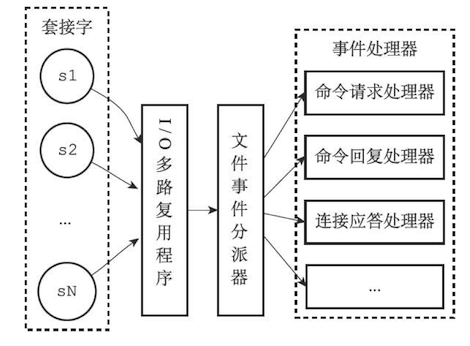 套接字
s1
s2
...
sN
I/O多路复用程序
文件事件分派器
事件处理器
命令请求处理器
命令回复处理器
连接应答处理器
...